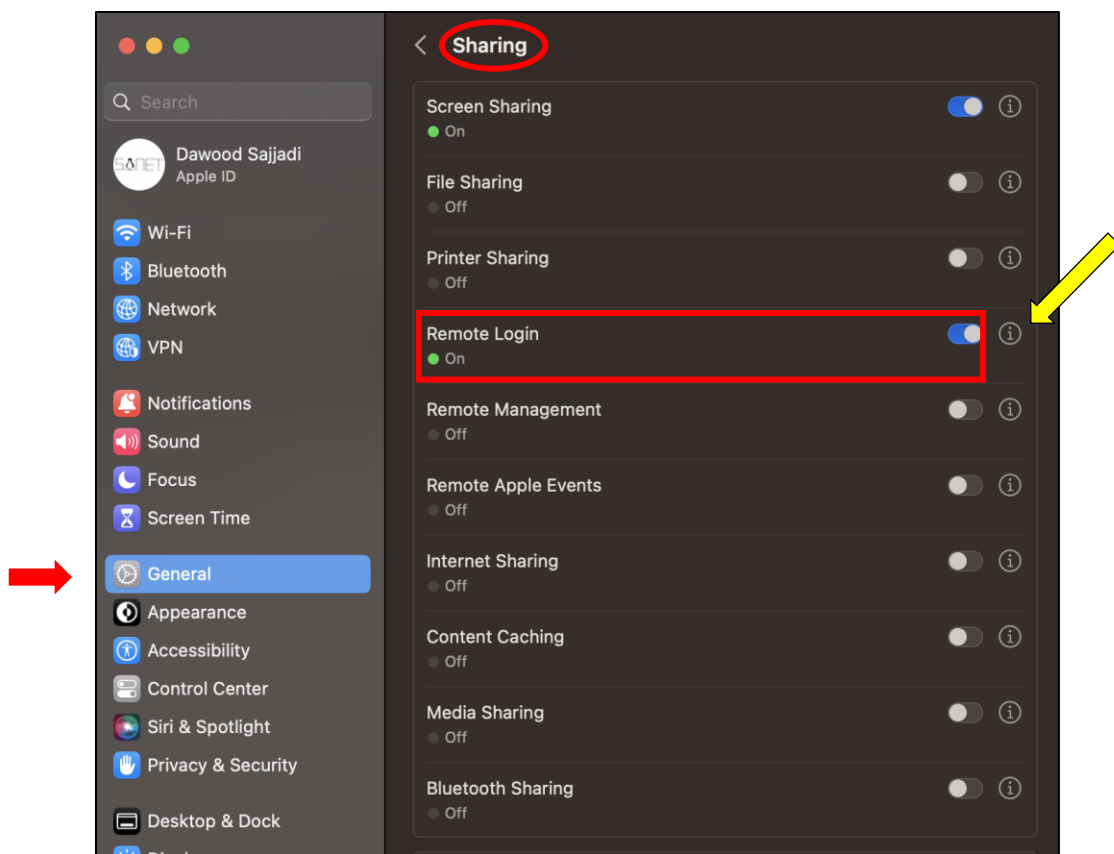 Sharing
Search
Dawood Sajjadi
Apple ID
SANET
Wi-Fi
Bluetooth
Network
VPN
Notifications
Sound
Focus
Screen Time
General
Appearance
Accessibility
Control Center
Siri & Spotlight
Privacy & Security
Desktop & Dock
Screen Sharing
On
File Sharing
Off
Printer Sharing
Off
Remote Login
On
Remote Management
Off
Remote Apple Events
Off
Internet Sharing
Off
Content Caching
Off
Media Sharing
Off
Bluetooth Sharing
Off